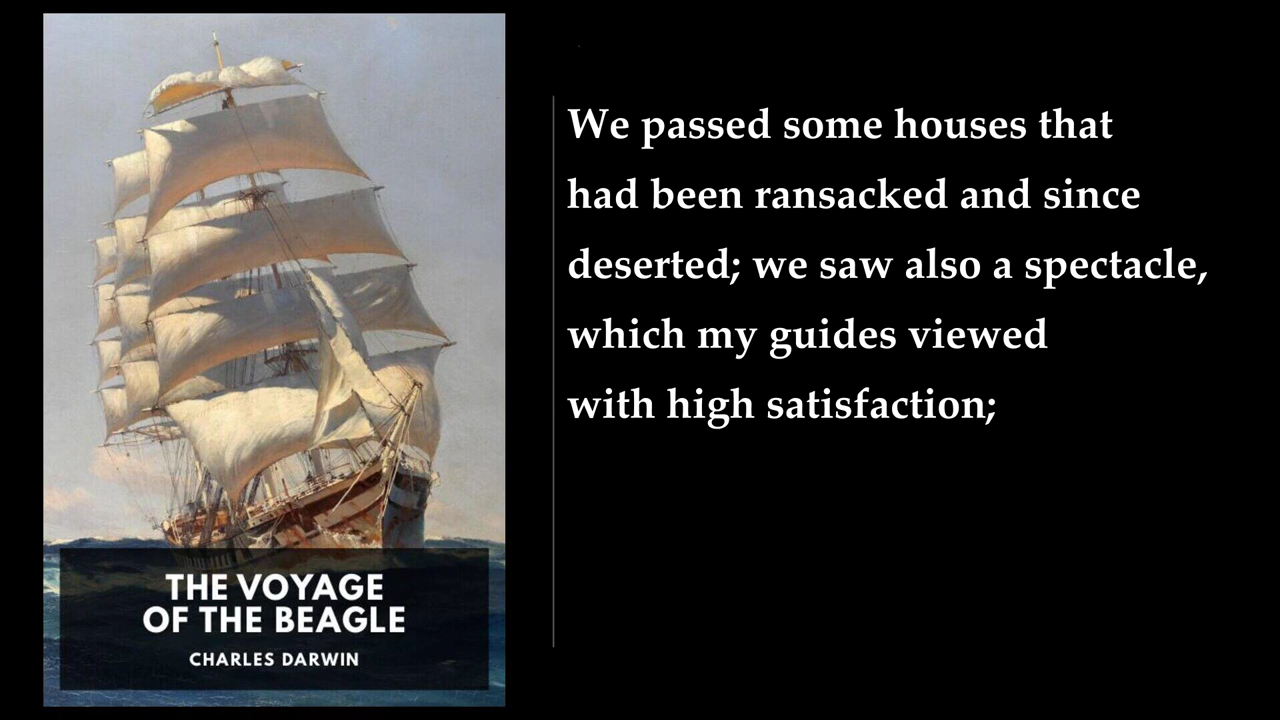 We passed some houses that
had been ransacked and since
deserted; we saw also a spectacle,
which my guides viewed
with high satisfaction;
THE VOYAGE
OF THE BEAGLE
CHARLES DARWIN